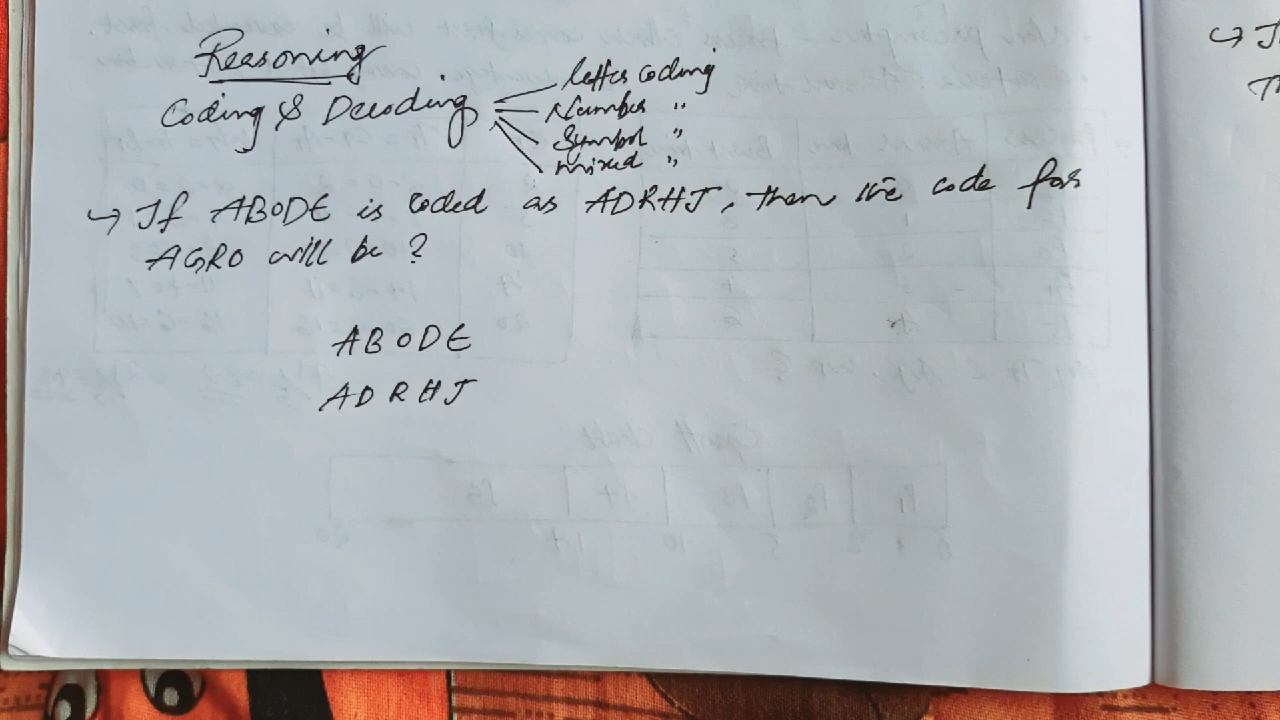 Reasoning
Coding & Decoding
letter coding
Number "
Symbol "
mixed "
↪ If ABODE is coded as ADRHJ, then the code for
AGRO will be ?
ABODE
ADRHJ